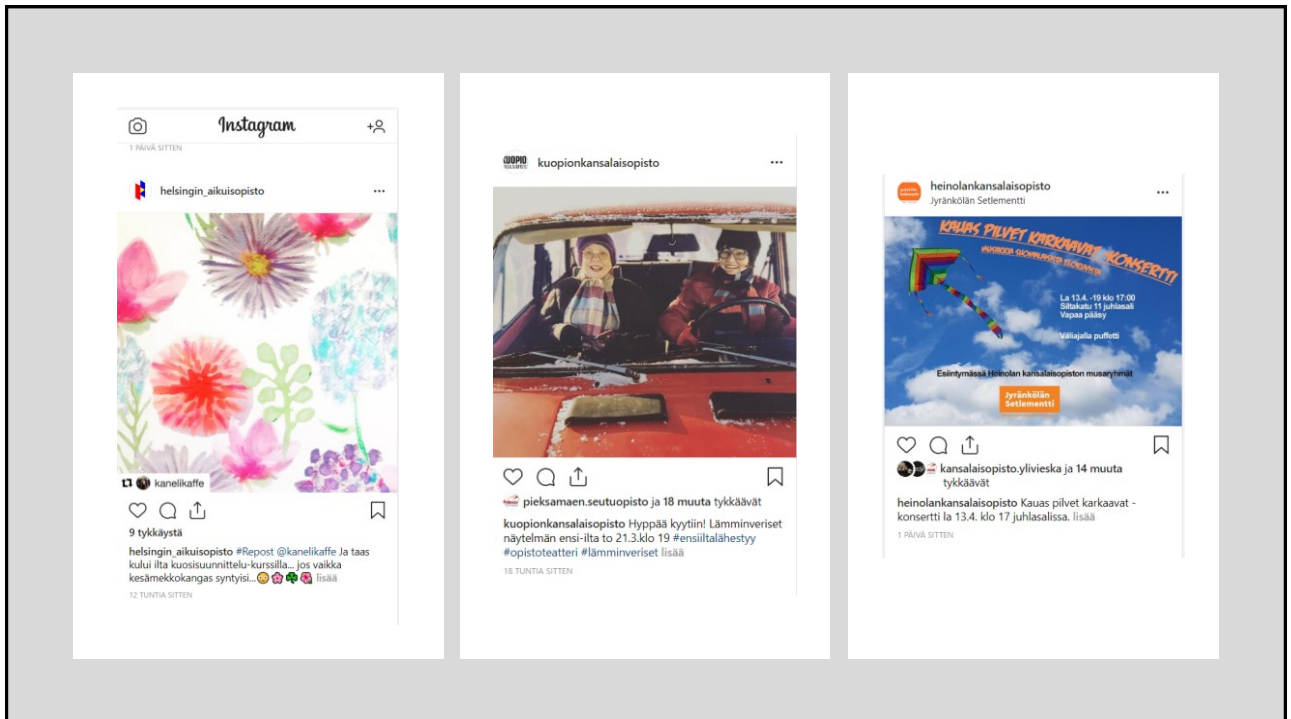 Instagram
1 PÄIVÄ SITTEN
helsingin_aikuisopisto
kanelikaffe
9 tykkäystä
helsingin_aikuisopisto #Repost @kanelikaffe Ja taas
kului ilta kuosisuunnittelu-kurssilla... jos vaikka
kesämekkokangas syntyisi... lisää
12 TUNTIA SITTEN
KUOPIO
kuopionkansalaisopisto
pieksamaen.seutuopisto ja 18 muuta tykkäävät
kuopionkansalaisopisto Hyppää kyytiin! Lämminveriset
näytelmän ensi-ilta to 21.3.klo 19 #ensiiltalähestyy
#opistoteatteri #lämminveriset lisää
18 TUNTIA SITTEN
heinolankansalaisopisto
Jyränkölän Setlementti
KAUAS PILVET KARKAAVAT -KONSERTTI
La 13.4. -19 klo 17:00
Siltakatu 11 juhlasali
Vapaa pääsy
Väliajalla puffetti
Esiintymässä Heinolan kansalaisopiston musaryhmät
Jyränkölän
Setlementti
kansalaisopisto.ylivieska ja 14 muuta
tykkäävät
heinolankansalaisopisto Kauas pilvet karkaavat -
konsertti la 13.4. klo 17 juhlasalissa. lisää
1 PÄIVÄ SITTEN